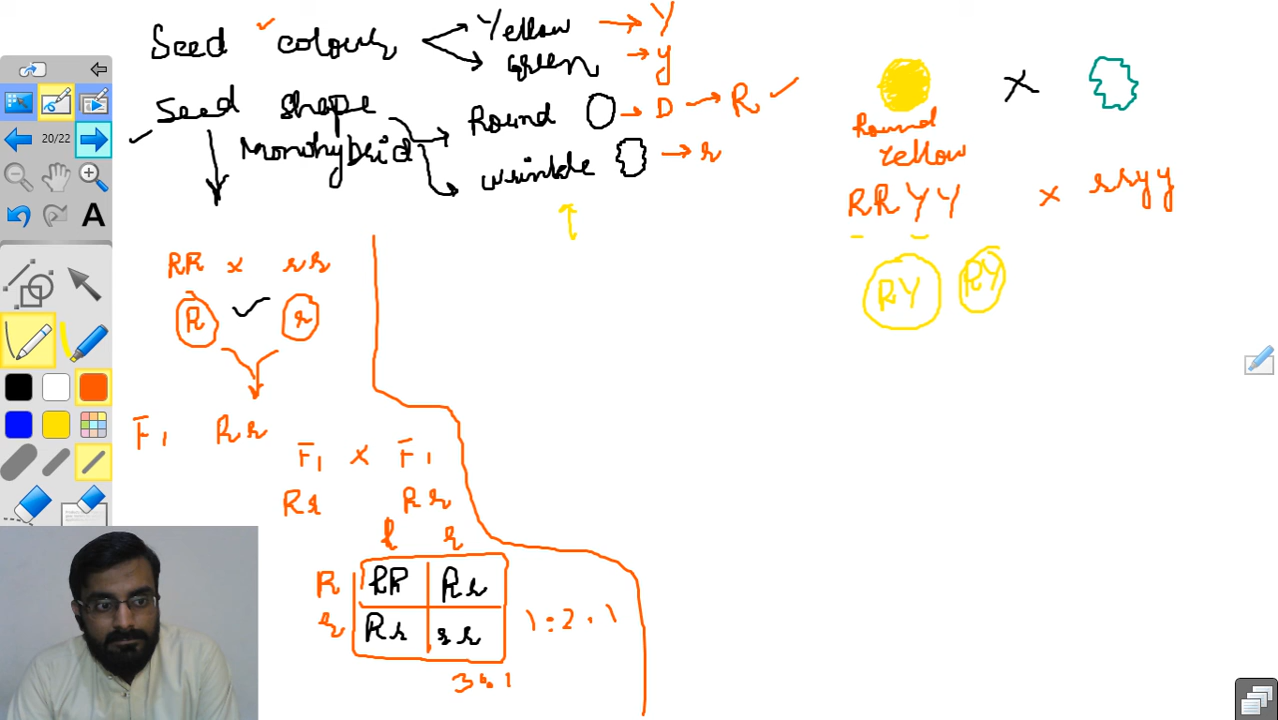 Seed colour Yellow → Y
green → y
Seed shape Round → D → R
Monohybrid wrinkle → r
RR x rr
R r
F1 Rr
F1 x F1
Rr Rr
R r
R RR Rr
r Rr rr
1:2:1
3:1
x
Round
Yellow
RRYY x rryy
RY RY
20/22
A